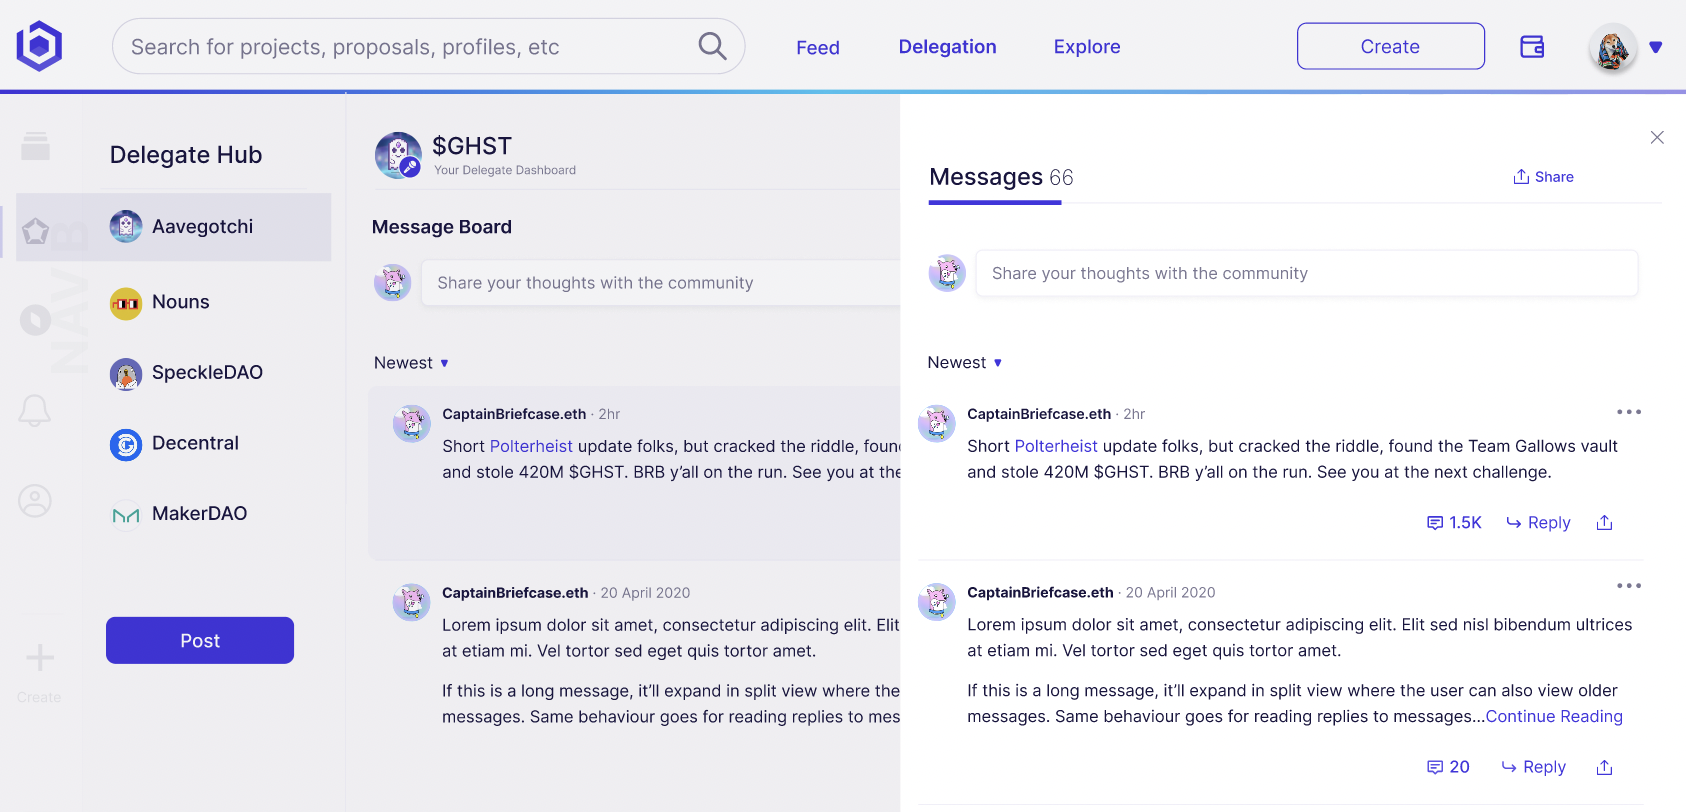 Search for projects, proposals, profiles, etc
Feed
Delegation
Explore
Create
Delegate Hub
Aavegotchi
Nouns
SpeckleDAO
Decentral
MakerDAO
Post
NAV B
Create
$GHST
Your Delegate Dashboard
Message Board
Share your thoughts with the community
Newest
CaptainBriefcase.eth · 2hr
Short Polterheist update folks, but cracked the riddle, foun
and stole 420M $GHST. BRB y’all on the run. See you at the
CaptainBriefcase.eth · 20 April 2020
Lorem ipsum dolor sit amet, consectetur adipiscing elit. Elit
at etiam mi. Vel tortor sed eget quis tortor amet.
If this is a long message, it’ll expand in split view where the
messages. Same behaviour goes for reading replies to mes
Messages 66
Share
Share your thoughts with the community
Newest
CaptainBriefcase.eth · 2hr
Short Polterheist update folks, but cracked the riddle, found the Team Gallows vault
and stole 420M $GHST. BRB y’all on the run. See you at the next challenge.
1.5K
Reply
CaptainBriefcase.eth · 20 April 2020
Lorem ipsum dolor sit amet, consectetur adipiscing elit. Elit sed nisl bibendum ultrices
at etiam mi. Vel tortor sed eget quis tortor amet.
If this is a long message, it’ll expand in split view where the user can also view older
messages. Same behaviour goes for reading replies to messages...Continue Reading
20
Reply